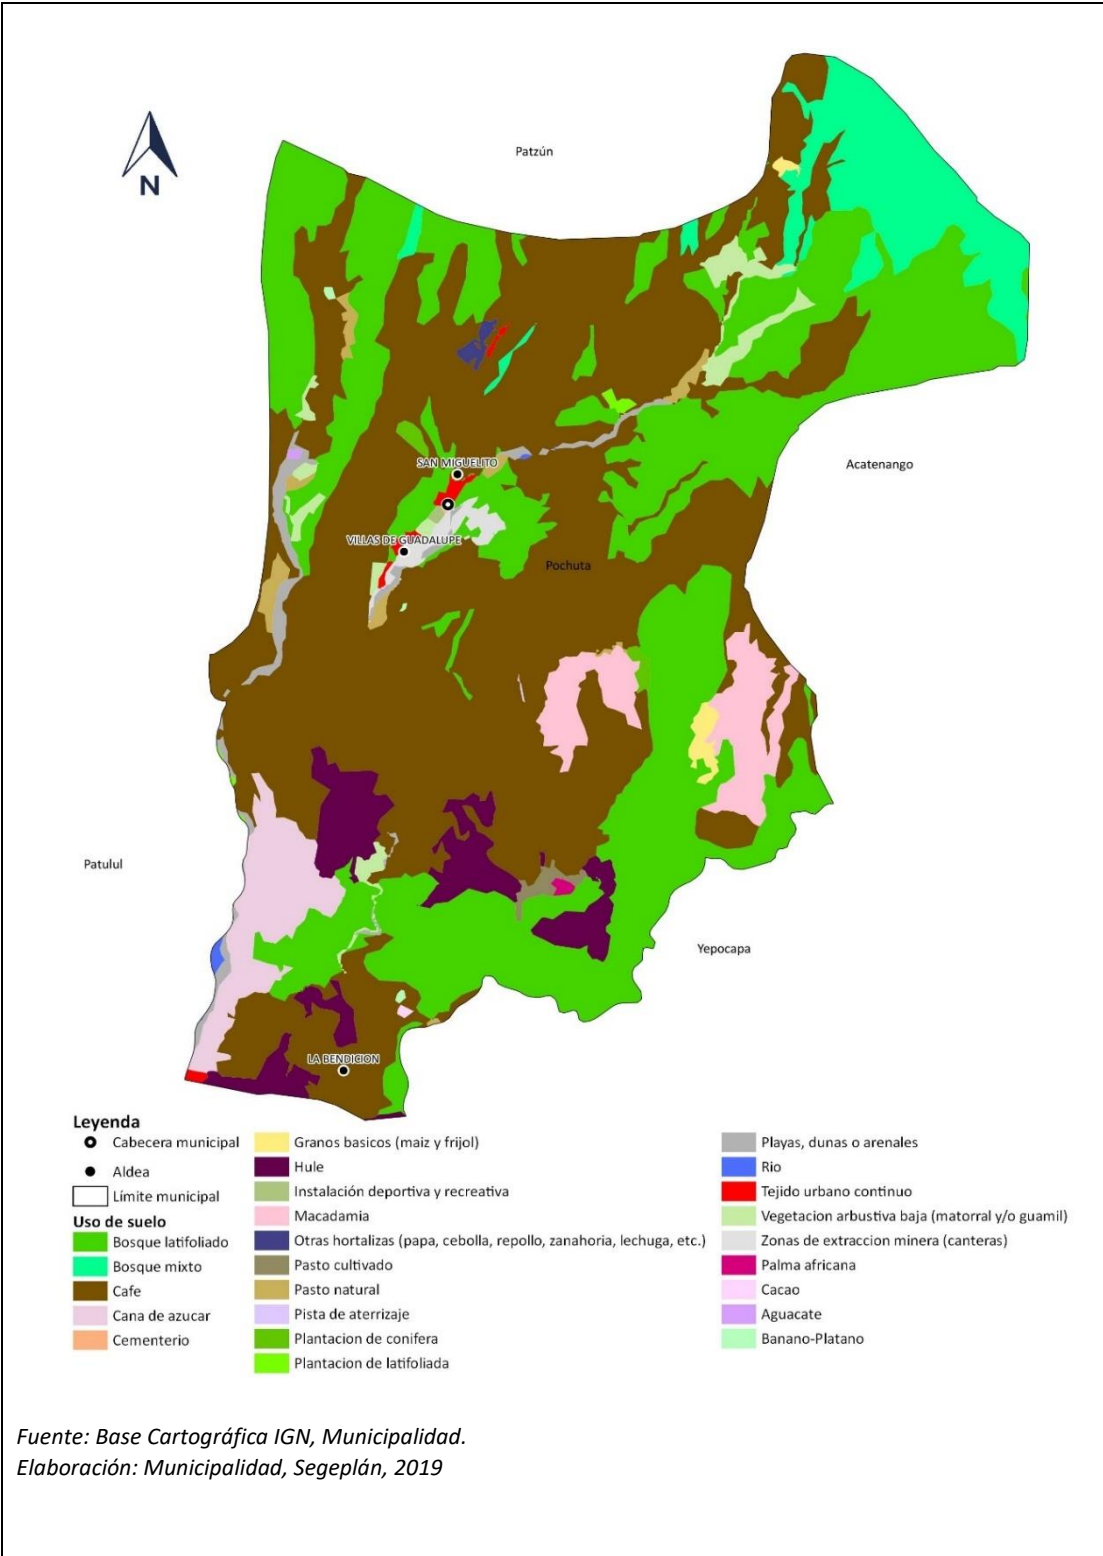 Patzún
N
Acatenango
SAN MIGUELITO
VILLAS DE GUADALUPE
Pochuta
Patulul
Yepocapa
LA BENDICION
Leyenda
Cabecera municipal
Aldea
Límite municipal
Uso de suelo
Bosque latifoliado
Bosque mixto
Cafe
Cana de azucar
Cementerio
Granos basicos (maiz y frijol)
Hule
Instalación deportiva y recreativa
Macadamia
Otras hortalizas (papa, cebolla, repollo, zanahoria, lechuga, etc.)
Pasto cultivado
Pasto natural
Pista de aterrizaje
Plantacion de conifera
Plantacion de latifoliada
Playas, dunas o arenales
Rio
Tejido urbano continuo
Vegetacion arbustiva baja (matorral y/o guamil)
Zonas de extraccion minera (canteras)
Palma africana
Cacao
Aguacate
Banano-Platano
Fuente: Base Cartográfica IGN, Municipalidad.
Elaboración: Municipalidad, Segeplán, 2019